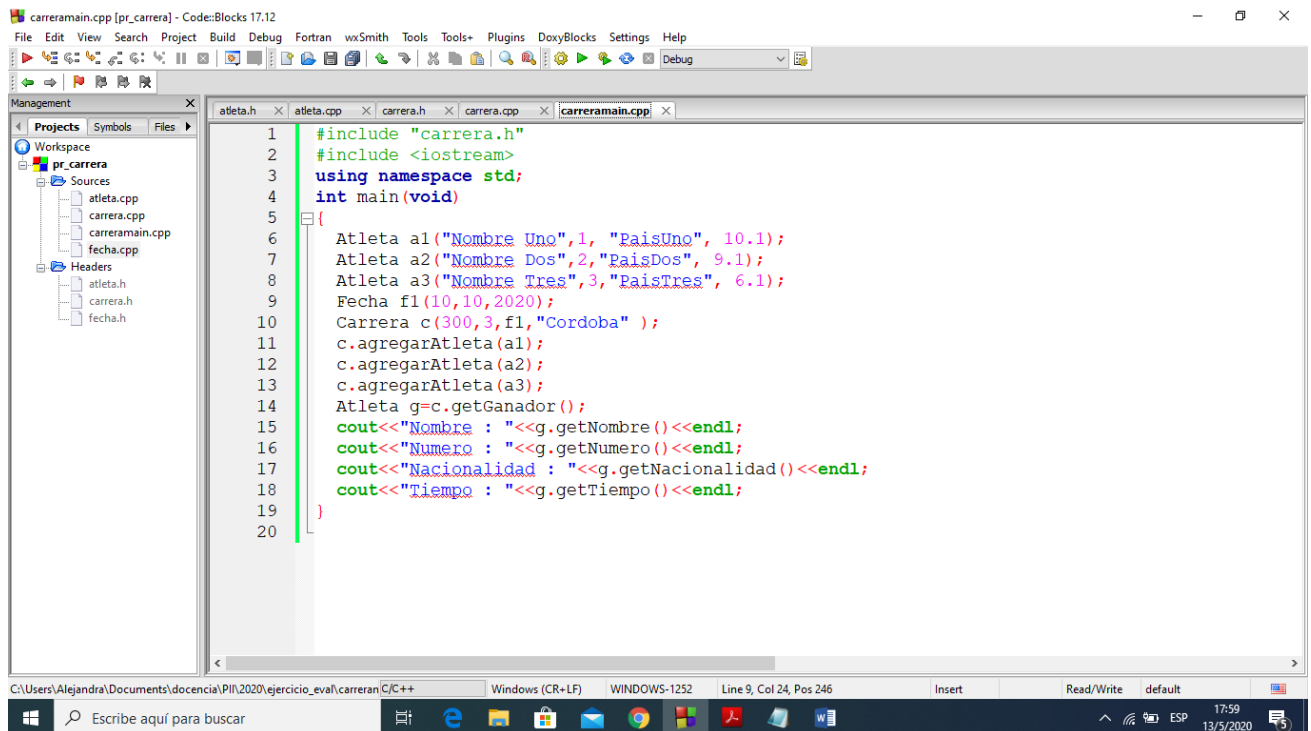 carreramain.cpp [pr_carrera] - Code::Blocks 17.12
File Edit View Search Project Build Debug Fortran wxSmith Tools Tools+ Plugins DoxyBlocks Settings Help
Debug
Management
Projects Symbols Files
Workspace
pr_carrera
Sources
atleta.cpp
carrera.cpp
carreramain.cpp
fecha.cpp
Headers
atleta.h
carrera.h
fecha.h
atleta.h atleta.cpp carrera.h carrera.cpp carreramain.cpp
1 #include "carrera.h"
2 #include <iostream>
3 using namespace std;
4 int main(void)
5 {
6 Atleta a1("Nombre Uno",1, "PaisUno", 10.1);
7 Atleta a2("Nombre Dos",2,"PaisDos", 9.1);
8 Atleta a3("Nombre Tres",3,"PaisTres", 6.1);
9 Fecha f1(10,10,2020);
10 Carrera c(300,3,f1,"Cordoba" );
11 c.agregarAtleta(a1);
12 c.agregarAtleta(a2);
13 c.agregarAtleta(a3);
14 Atleta g=c.getGanador();
15 cout<<"Nombre : "<<g.getNombre()<<endl;
16 cout<<"Numero : "<<g.getNumero()<<endl;
17 cout<<"Nacionalidad : "<<g.getNacionalidad()<<endl;
18 cout<<"Tiempo : "<<g.getTiempo()<<endl;
19 }
20
C:\Users\Alejandra\Documents\docencia\PII\2020\ejercicio_eval\carreran C/C++ Windows (CR+LF) WINDOWS-1252 Line 9, Col 24, Pos 246 Insert Read/Write default
Escribe aquí para buscar
ESP
17:59
13/5/2020
5